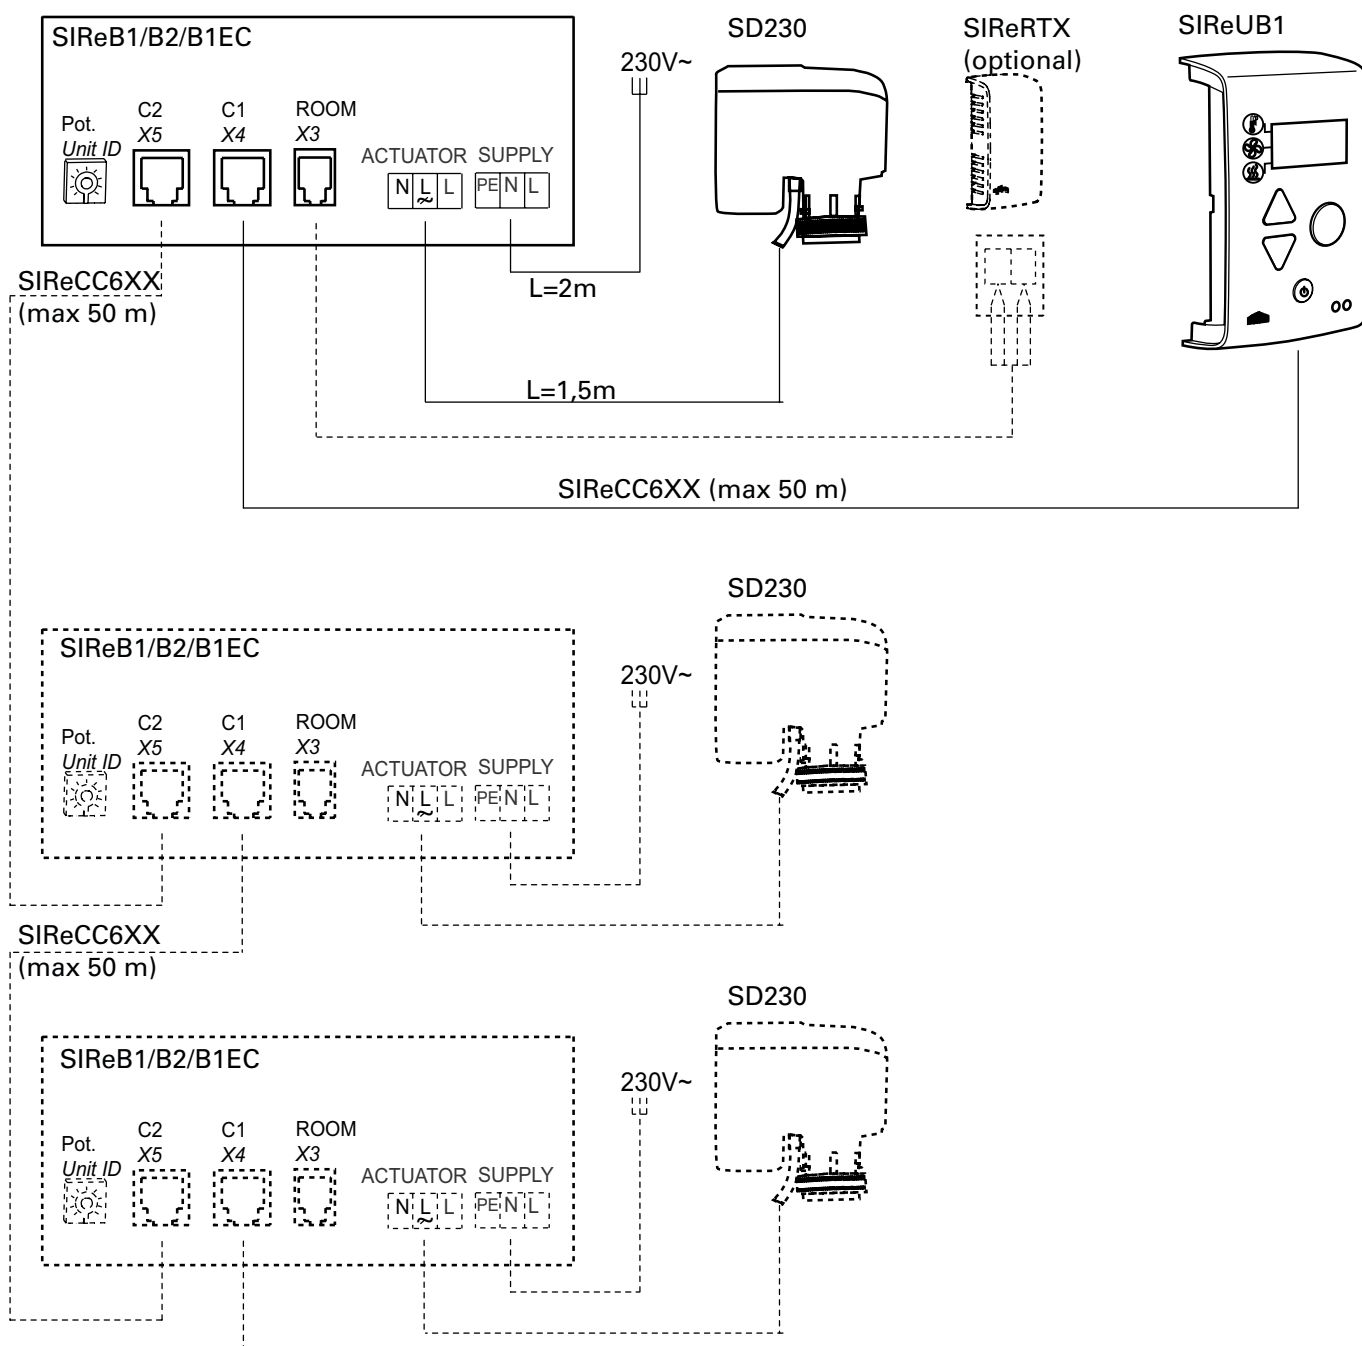 SIReB1/B2/B1EC
SD230
SIReRTX
(optional)
SIReUB1
230V~
Pot.
Unit ID
C2
X5
C1
X4
ROOM
X3
ACTUATOR SUPPLY
N L L
~
PE N L
SIReCC6XX
(max 50 m)
L=2m
L=1,5m
SIReCC6XX (max 50 m)
SD230
SIReB1/B2/B1EC
230V~
Pot.
Unit ID
C2
X5
C1
X4
ROOM
X3
ACTUATOR SUPPLY
N L L
~
PE N L
SIReCC6XX
(max 50 m)
SD230
SIReB1/B2/B1EC
230V~
Pot.
Unit ID
C2
X5
C1
X4
ROOM
X3
ACTUATOR SUPPLY
N L L
~
PE N L